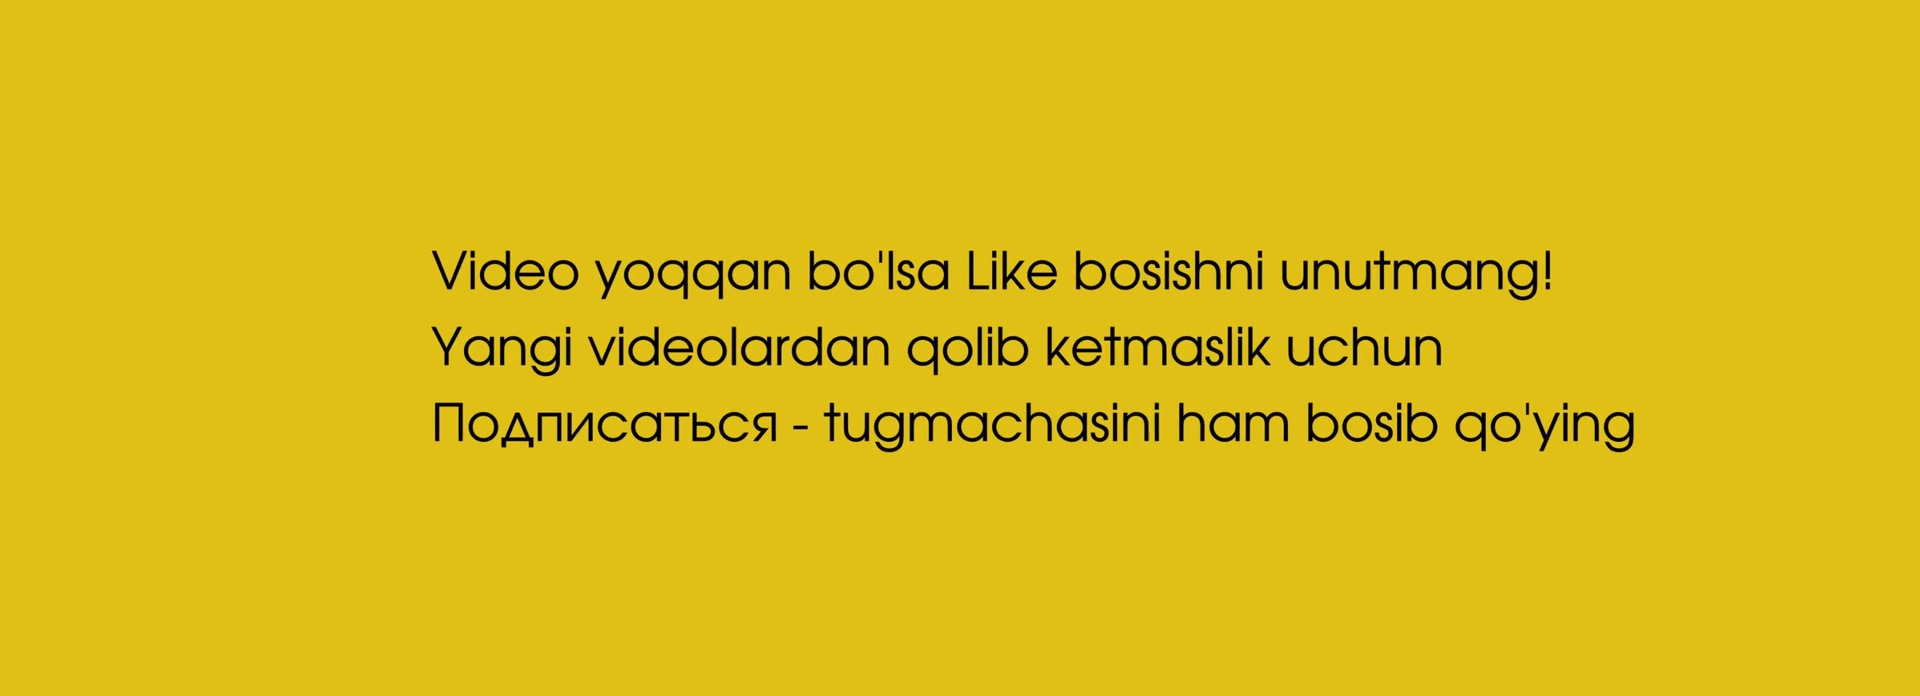 Video yoqqan bo'lsa Like bosishni unutmang!
Yangi videolardan qolib ketmaslik uchun
Подписаться - tugmachasini ham bosib qo'ying